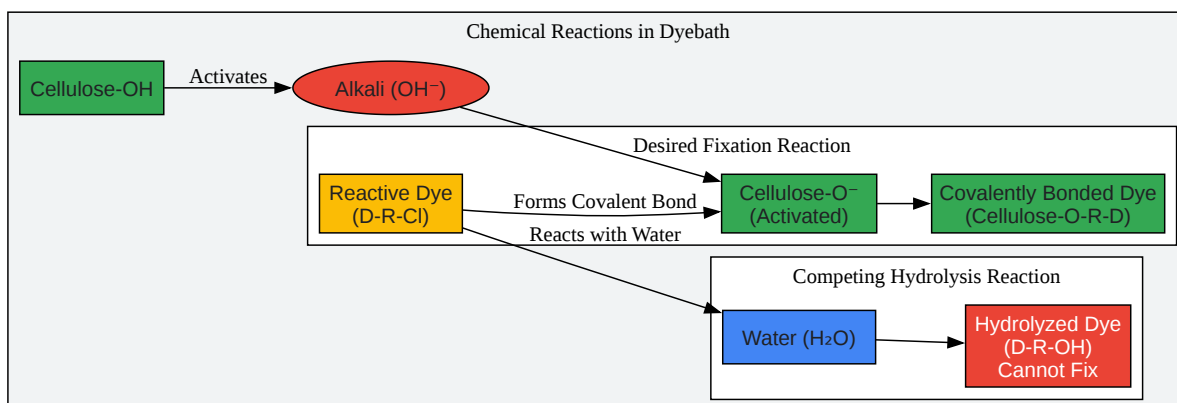 Chemical Reactions in Dyebath
Cellulose-OH
Activates
Alkali (OH⁻)
Desired Fixation Reaction
Reactive Dye
(D-R-Cl)
Forms Covalent Bond
Cellulose-O⁻
(Activated)
Covalently Bonded Dye
(Cellulose-O-R-D)
Reacts with Water
Competing Hydrolysis Reaction
Water (H₂O)
Hydrolyzed Dye
(D-R-OH)
Cannot Fix